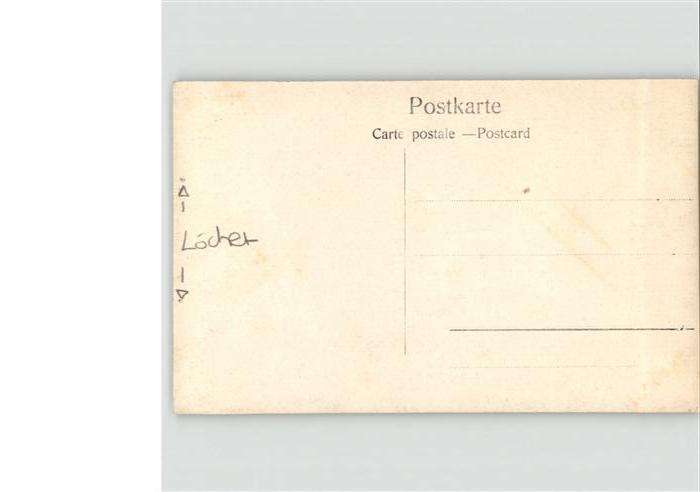 Postkarte
Carte postale —Postcard
Löcher